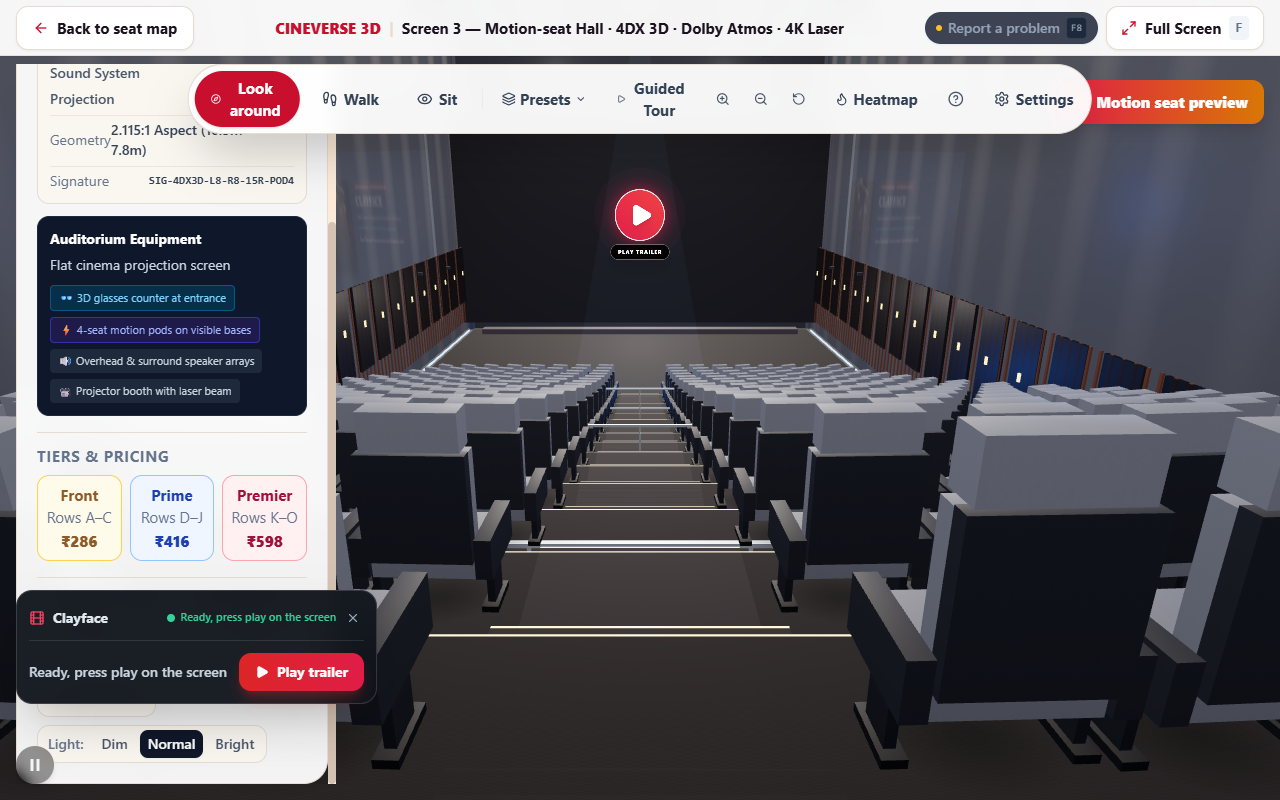 Back to seat map
CINEVERSE 3D | Screen 3 — Motion-seat Hall · 4DX 3D · Dolby Atmos · 4K Laser
Report a problem F8
Full Screen F
Look around
Walk
Sit
Presets
Guided Tour
Heatmap
Settings
Motion seat preview
Sound System
Projection
Geometry 2.115:1 Aspect
7.8m)
Signature SIG-4DX3D-L8-R8-15R-POD4
Auditorium Equipment
Flat cinema projection screen
3D glasses counter at entrance
4-seat motion pods on visible bases
Overhead & surround speaker arrays
Projector booth with laser beam
PLAY TRAILER
TIERS & PRICING
Front
Rows A–C
₹286
Prime
Rows D–J
₹416
Premier
Rows K–O
₹598
Clayface
Ready, press play on the screen
Ready, press play on the screen
Play trailer
Light: Dim Normal Bright